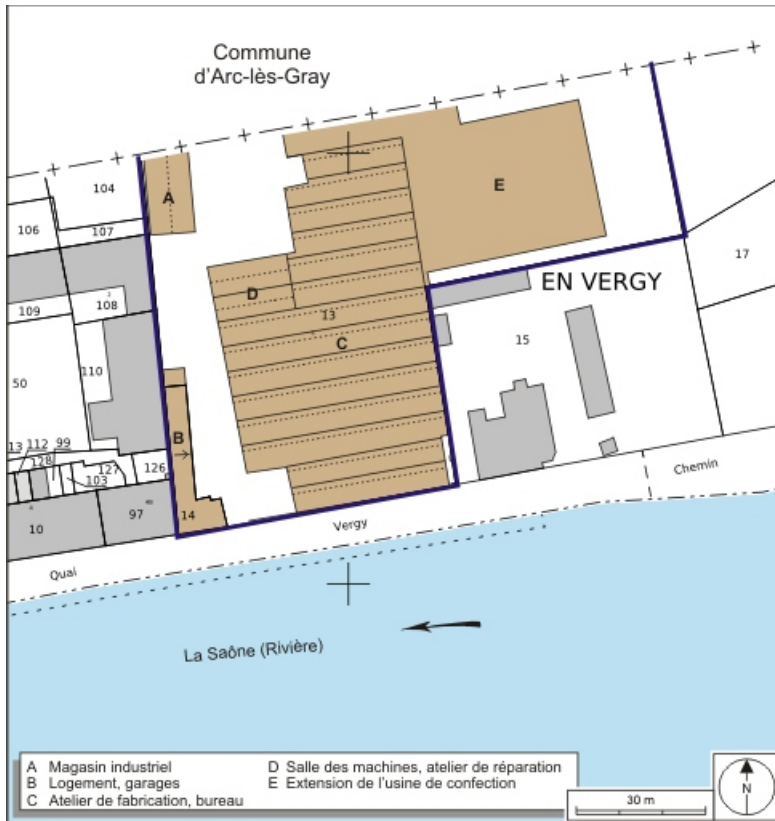 Commune
d'Arc-lès-Gray
104
A
106
107
E
EN VERGY
17
D
108
109
13
15
C
110
50
B
13
112
99
128
127
126
103
Chemin
10
97
14
Vergy
Quai
La Saône (Rivière)
A Magasin industriel
B Logement, garages
C Atelier de fabrication, bureau
D Salle des machines, atelier de réparation
E Extension de l'usine de confection
30 m
N